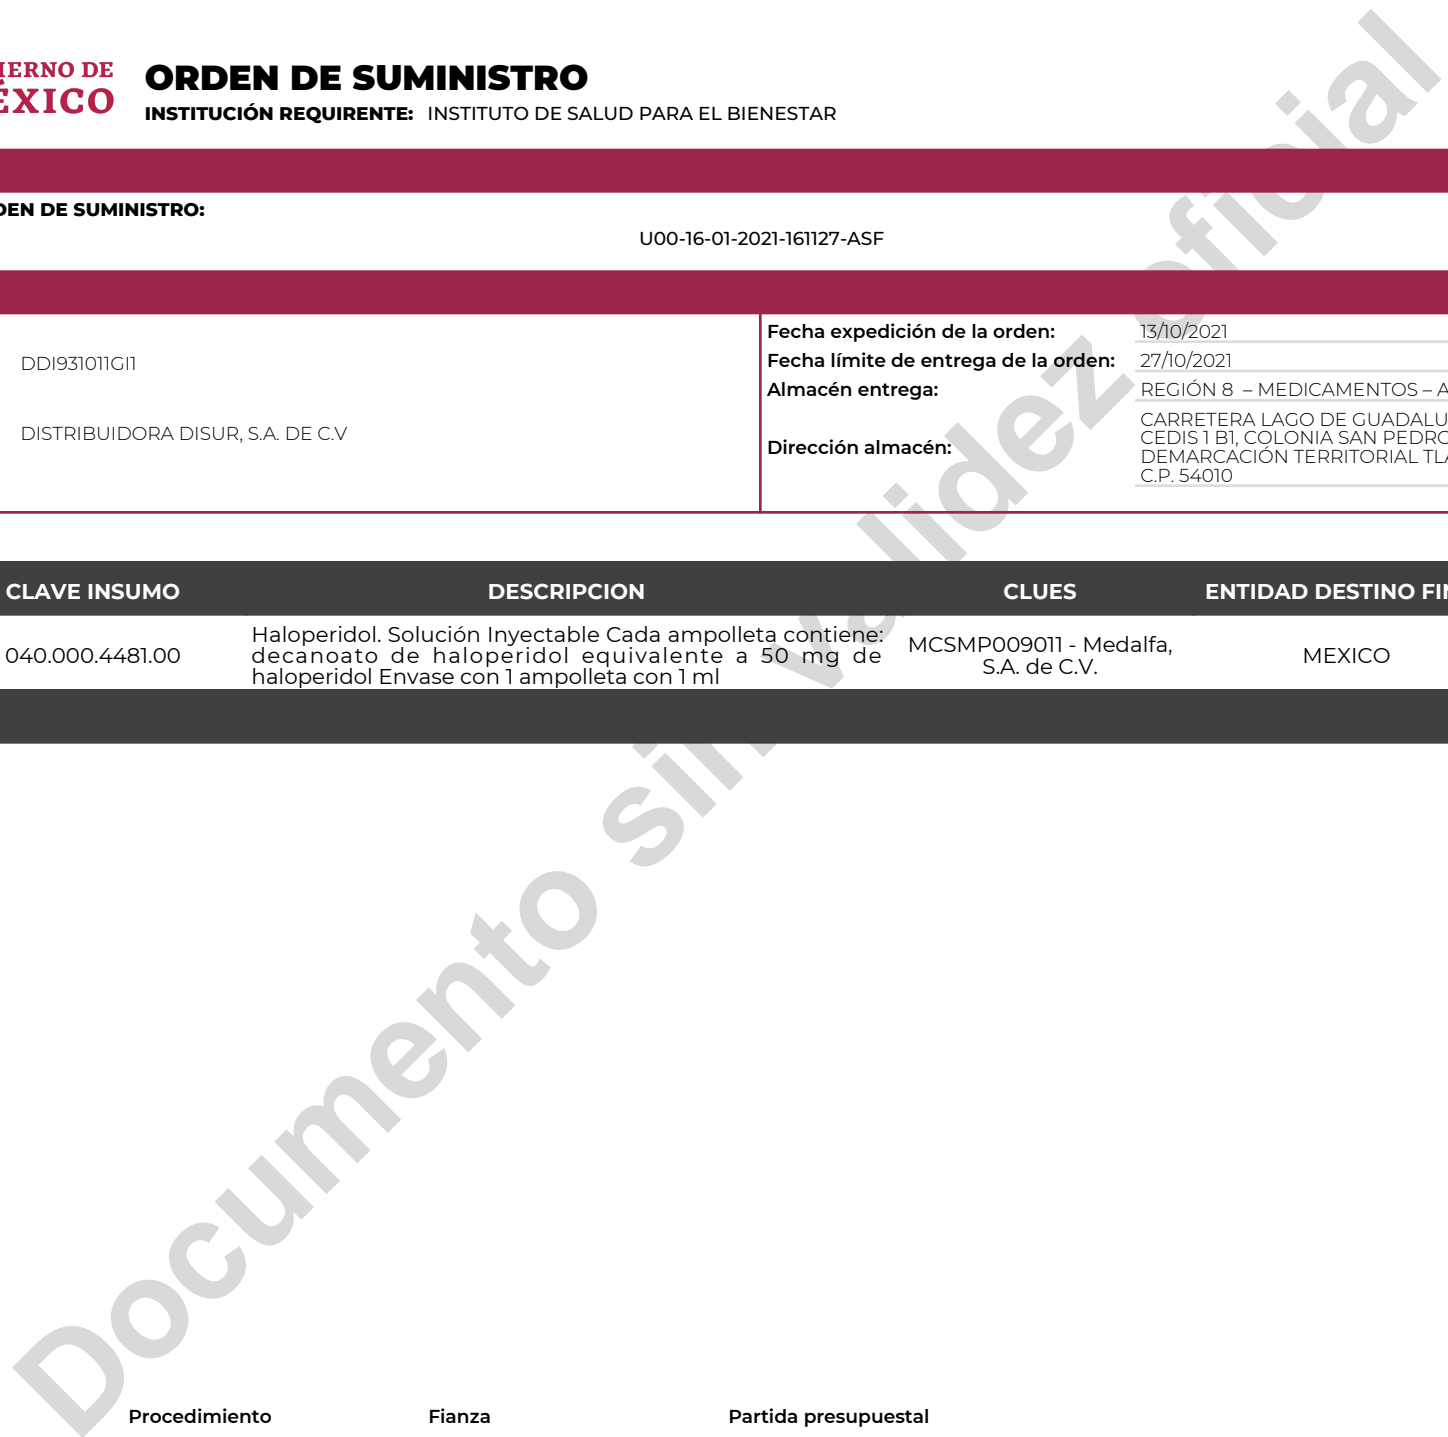 IERNO DE
ÉXICO
ORDEN DE SUMINISTRO
INSTITUCIÓN REQUIRENTE: INSTITUTO DE SALUD PARA EL BIENESTAR
DEN DE SUMINISTRO:
U00-16-01-2021-161127-ASF
DDI931011GI1
DISTRIBUIDORA DISUR, S.A. DE C.V
Fecha expedición de la orden: 13/10/2021
Fecha límite de entrega de la orden: 27/10/2021
Almacén entrega: REGIÓN 8 – MEDICAMENTOS – A
Dirección almacén:
CARRETERA LAGO DE GUADALU
CEDIS 1 B1, COLONIA SAN PEDRO
DEMARCACIÓN TERRITORIAL TLA
C.P. 54010
CLAVE INSUMO DESCRIPCION CLUES ENTIDAD DESTINO FIN
040.000.4481.00
Haloperidol. Solución Inyectable Cada ampolleta contiene:
decanoato de haloperidol equivalente a 50 mg de
haloperidol Envase con 1 ampolleta con 1 ml
MCSMP009011 - Medalfa,
S.A. de C.V.
MEXICO
Documento sin validez oficial
Procedimiento Fianza Partida presupuestal